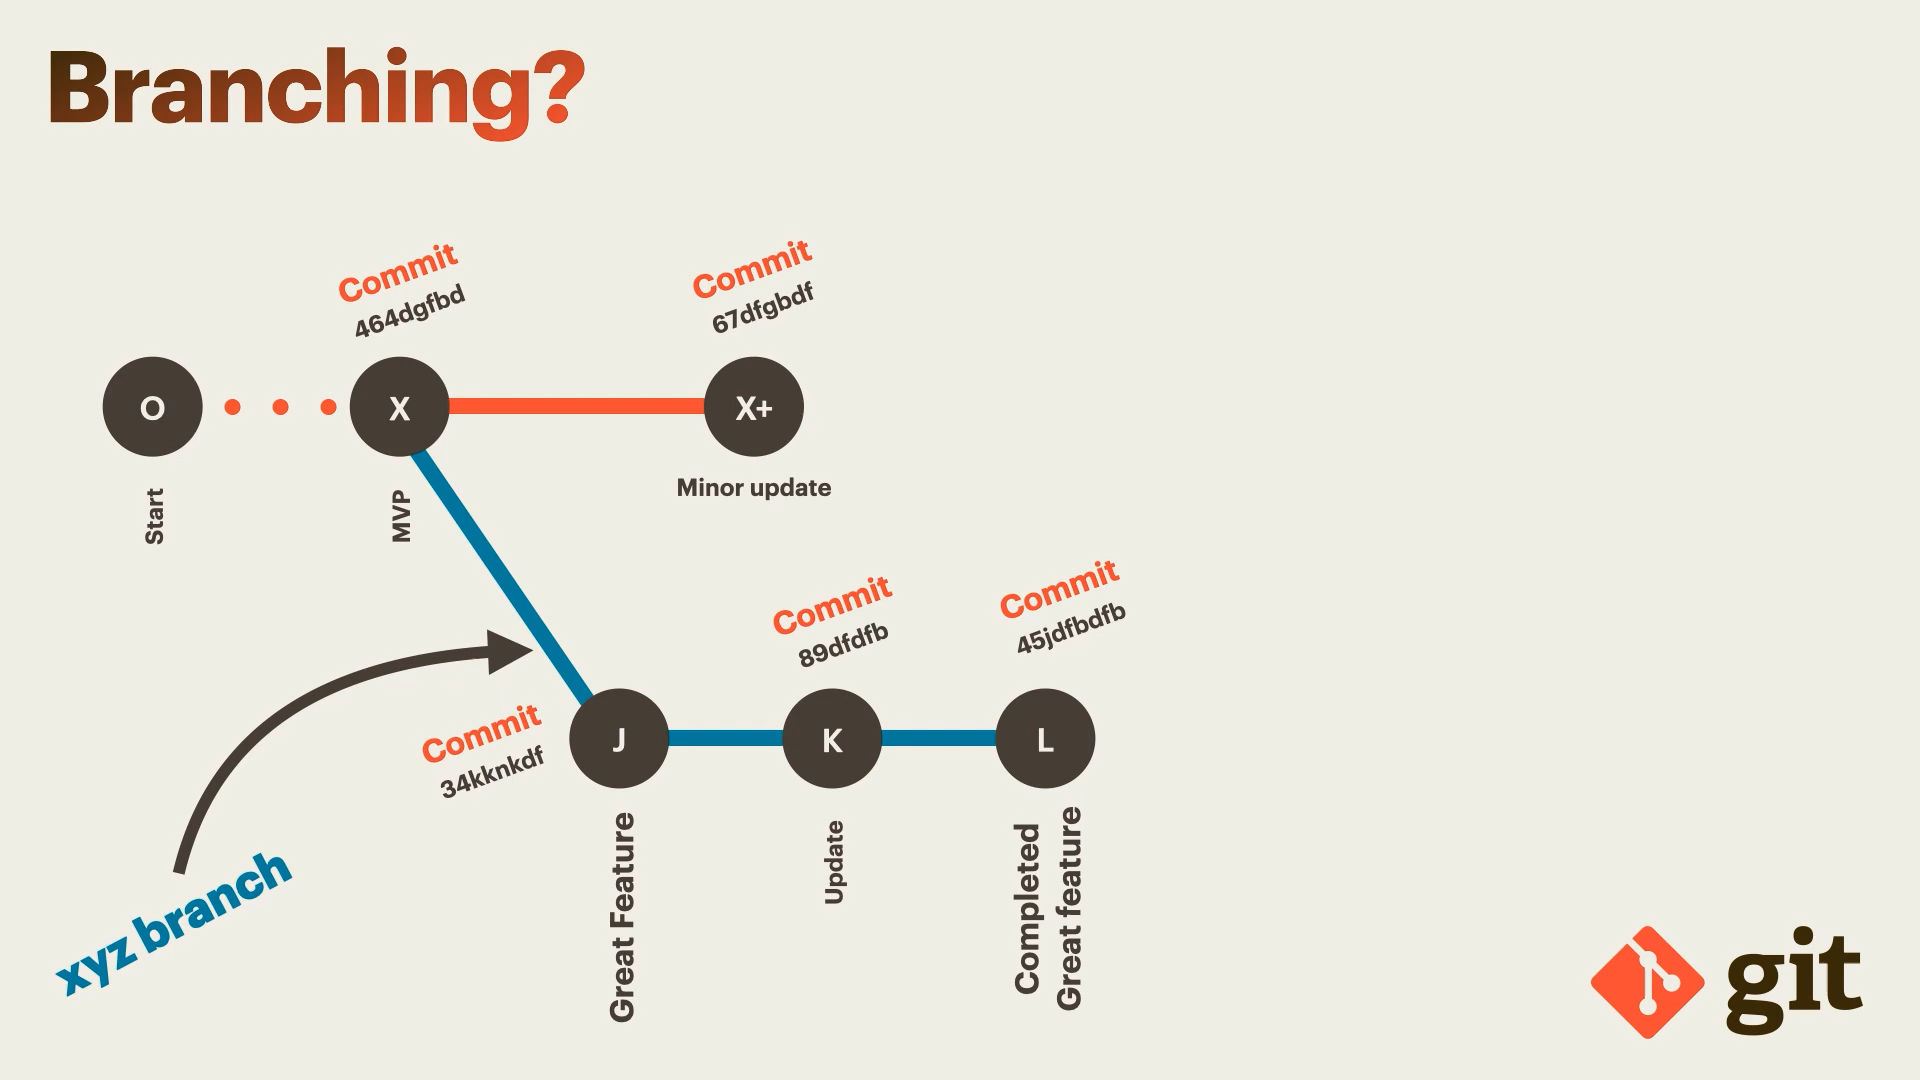 Branching?
Commit
464dgfbd
Commit
67dfgbdf
O
X
X+
Start
MVP
Minor update
Commit
89dfdfb
Commit
45jdfbdfb
Commit
34kknkdf
J
K
L
Great Feature
Update
Completed
Great feature
xyz branch
git